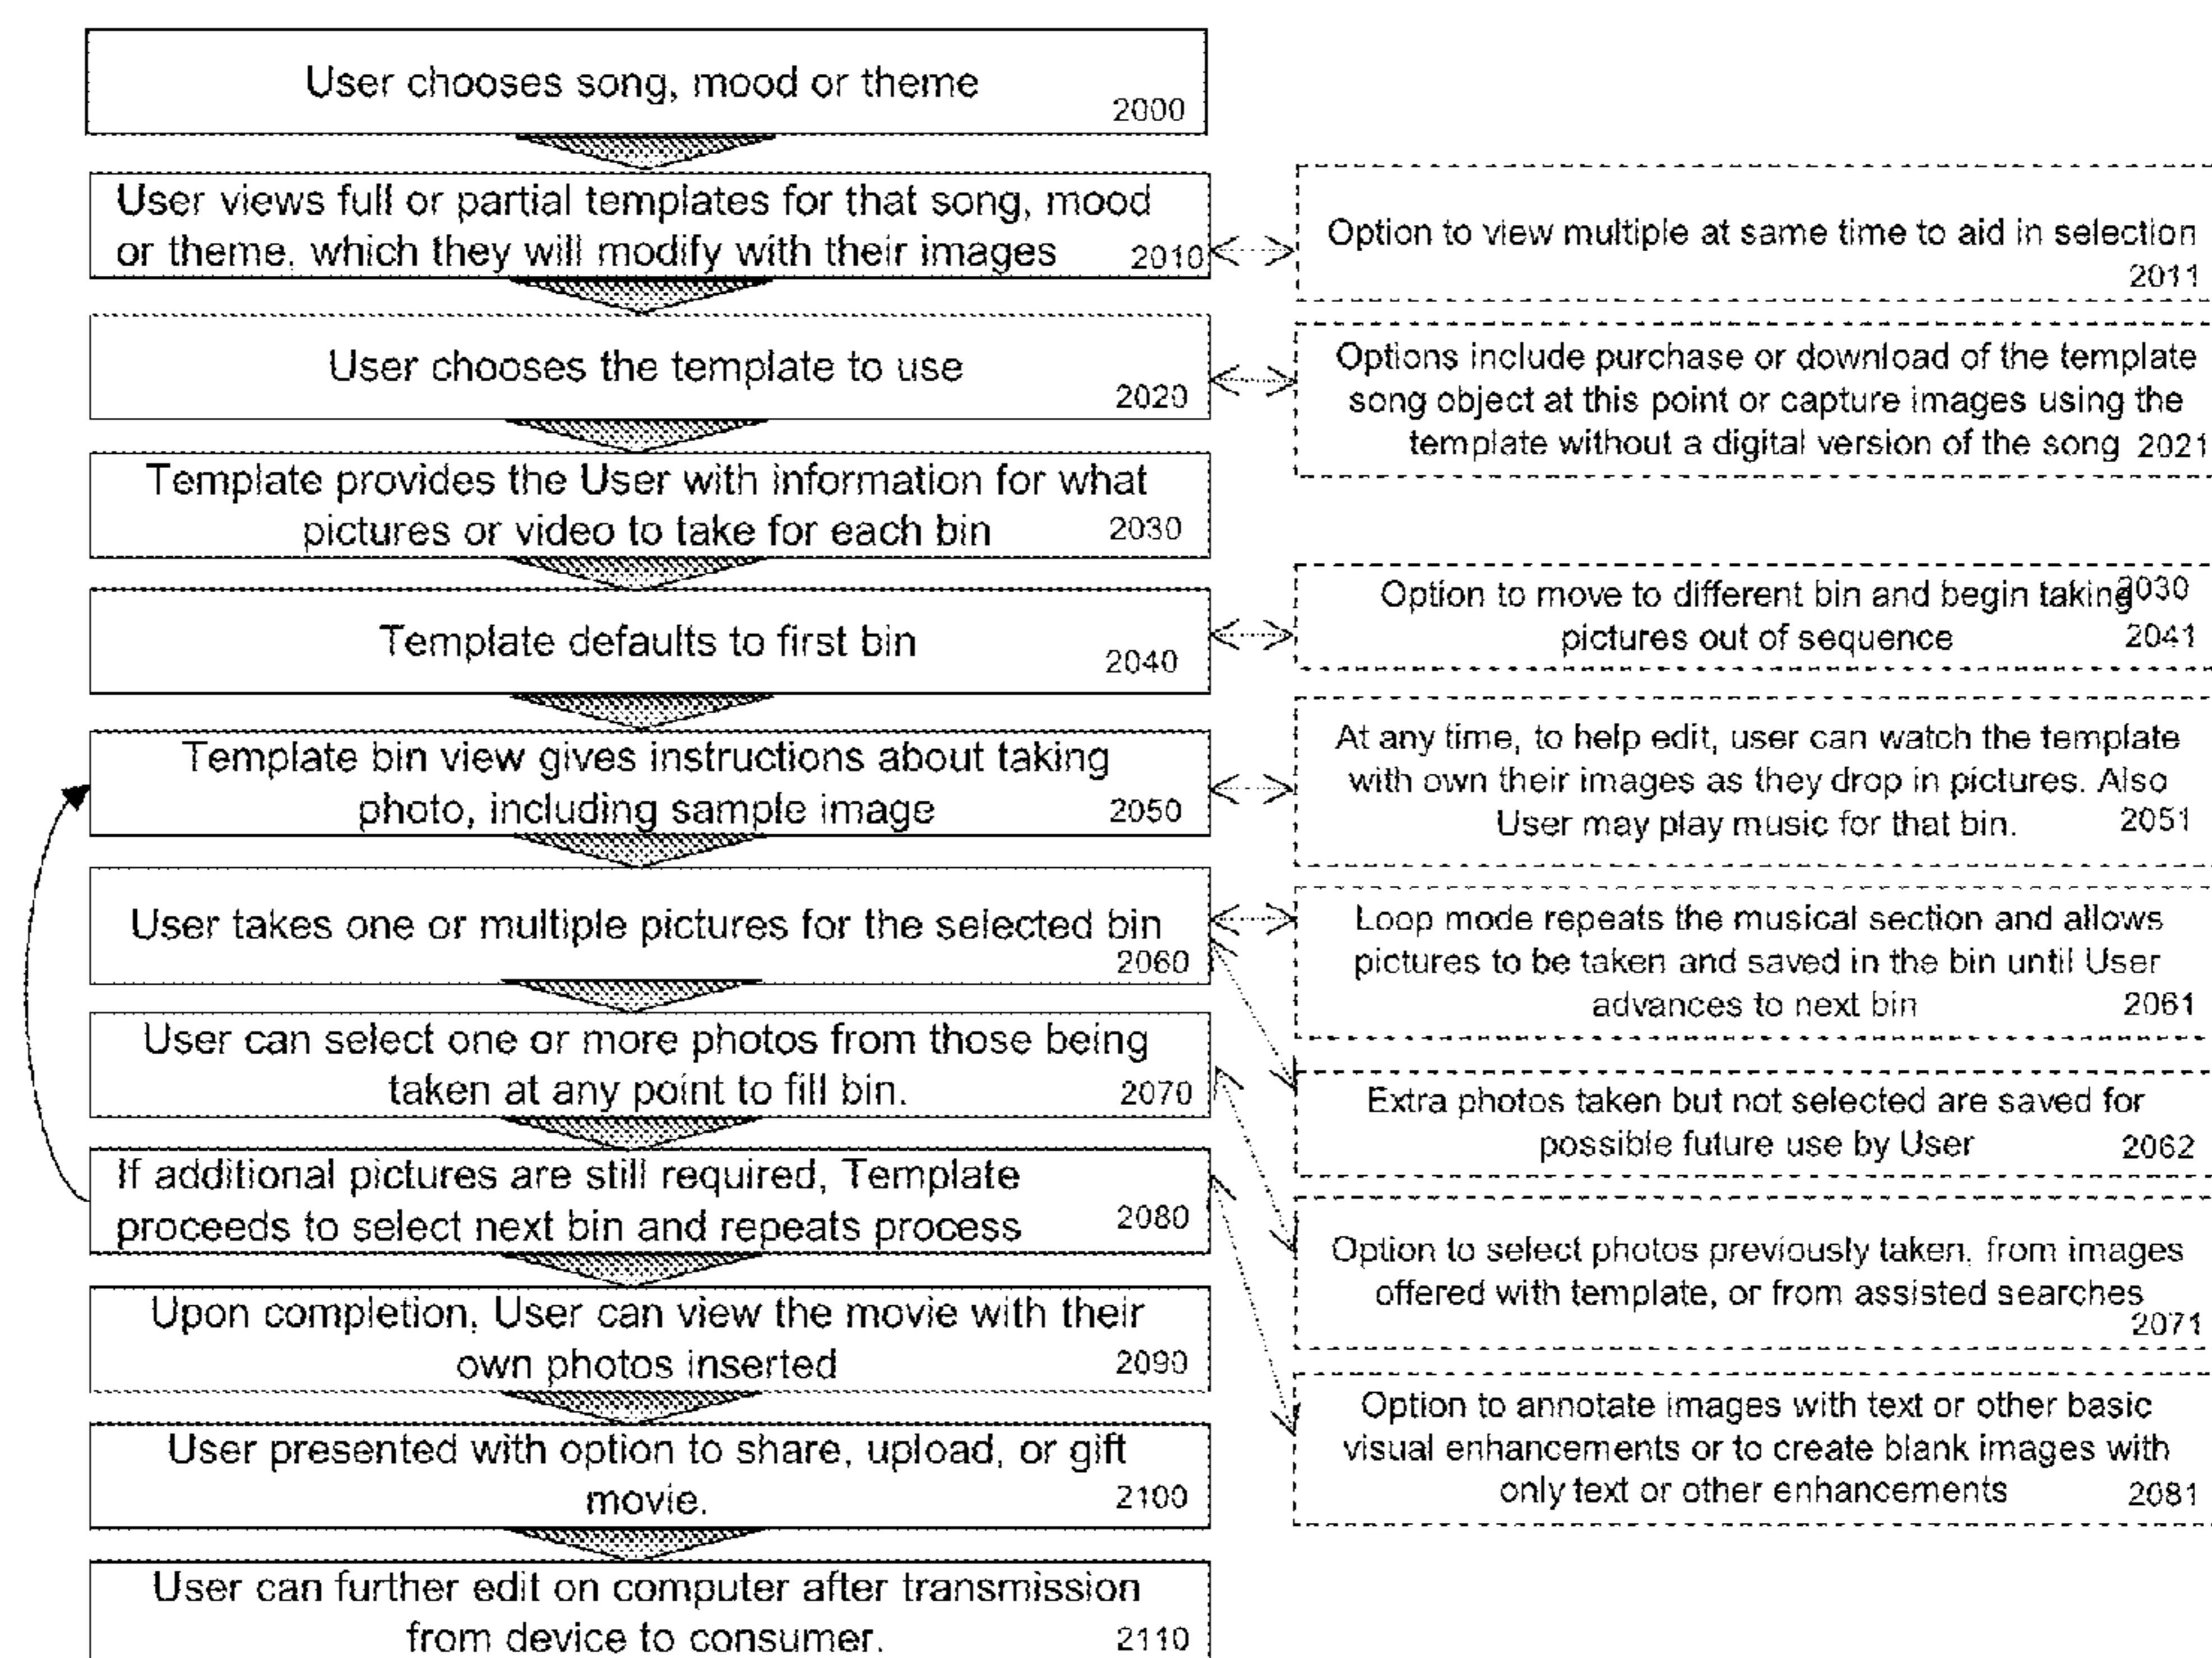 User chooses song, mood or theme
2000
User views full or partial templates for that song, mood
or theme, which they will modify with their images 2010
Option to view multiple at same time to aid in selection
2011
User chooses the template to use
2020
Options include purchase or download of the template
song object at this point or capture images using the
template without a digital version of the song 2021
Template provides the User with information for what
pictures or video to take for each bin 2030
Template defaults to first bin
2040
Option to move to different bin and begin taking 2030
pictures out of sequence 2041
Template bin view gives instructions about taking
photo, including sample image 2050
At any time, to help edit, user can watch the template
with own their images as they drop in pictures. Also
User may play music for that bin. 2051
User takes one or multiple pictures for the selected bin
2060
Loop mode repeats the musical section and allows
pictures to be taken and saved in the bin until User
advances to next bin 2061
User can select one or more photos from those being
taken at any point to fill bin. 2070
Extra photos taken but not selected are saved for
possible future use by User 2062
If additional pictures are still required, Template
proceeds to select next bin and repeats process 2080
Option to select photos previously taken, from images
offered with template, or from assisted searches
2071
Upon completion, User can view the movie with their
own photos inserted 2090
Option to annotate images with text or other basic
visual enhancements or to create blank images with
only text or other enhancements 2081
User presented with option to share, upload, or gift
movie. 2100
User can further edit on computer after transmission
from device to consumer. 2110